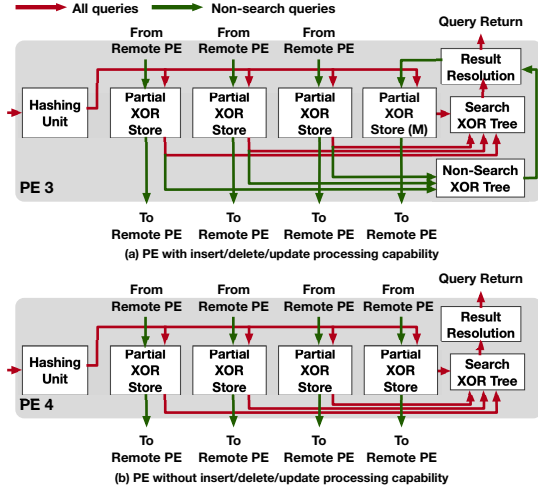 All queries
Non-search queries
Query Return
From
Remote PE
From
Remote PE
From
Remote PE
Result
Resolution
Hashing
Unit
Partial
XOR
Store
Partial
XOR
Store
Partial
XOR
Store
Partial
XOR
Store (M)
Search
XOR Tree
Non-Search
XOR Tree
PE 3
To
Remote PE
To
Remote PE
To
Remote PE
To
Remote PE
(a) PE with insert/delete/update processing capability
Query Return
From
Remote PE
From
Remote PE
From
Remote PE
From
Remote PE
Result
Resolution
Hashing
Unit
Partial
XOR
Store
Partial
XOR
Store
Partial
XOR
Store
Partial
XOR
Store
Search
XOR Tree
PE 4
To
Remote PE
To
Remote PE
To
Remote PE
To
Remote PE
(b) PE without insert/delete/update processing capability